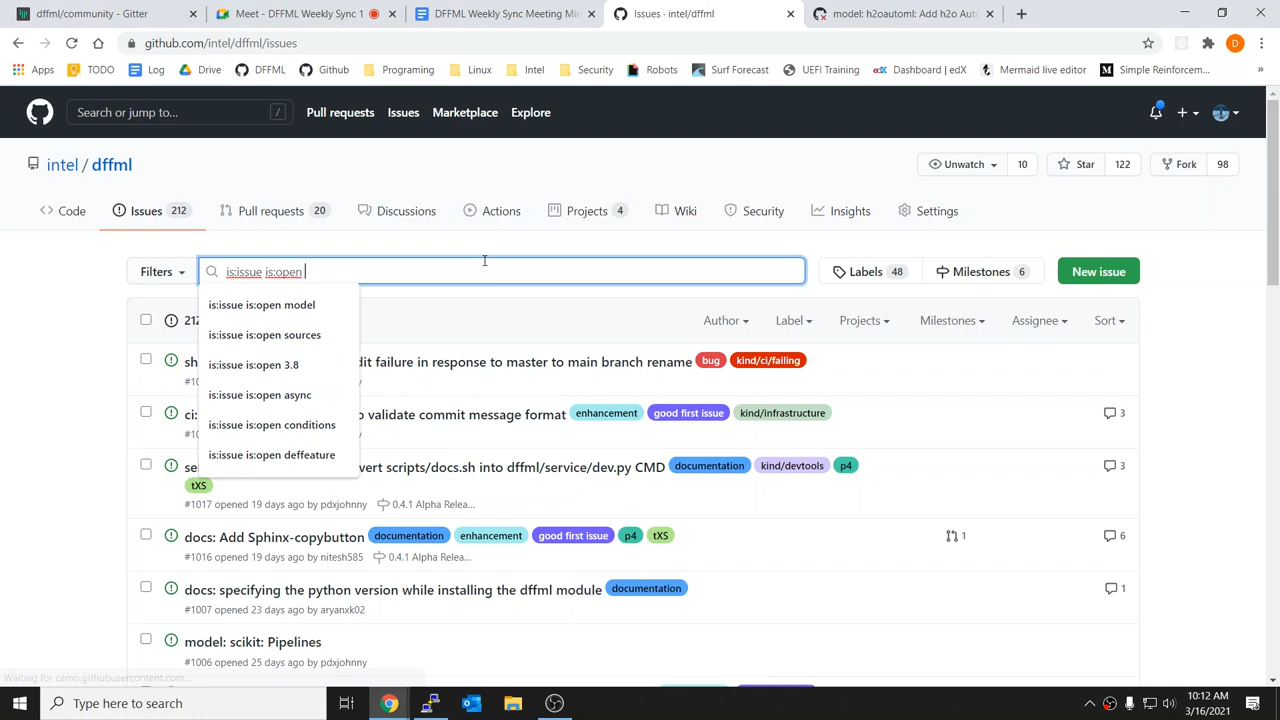 dffml/community - Gitter
Meet - DFFML Weekly Sync 1
DFFML Weekly Sync Meeting Min
Issues · intel/dffml
model: h2oautoml: Add h2o Auto
github.com/intel/dffml/issues
D
Apps
TODO
Log
Drive
DFFML
Github
Programing
Linux
Intel
Security
Robots
Surf Forecast
UEFI Training
Dashboard | edX
Mermaid live editor
Simple Reinforcem...
Search or jump to...
/
Pull requests
Issues
Marketplace
Explore
intel / dffml
Unwatch
10
Star
122
Fork
98
Code
Issues 212
Pull requests 20
Discussions
Actions
Projects 4
Wiki
Security
Insights
Settings
Filters
is:issue is:open
Labels 48
Milestones 6
New issue
is:issue is:open model
is:issue is:open sources
is:issue is:open 3.8
is:issue is:open async
is:issue is:open conditions
is:issue is:open deffeature
Author
Label
Projects
Milestones
Assignee
Sort
dit failure in response to master to main branch rename bug kind/ci/failing
ci: to validate commit message format enhancement good first issue kind/infrastructure
3
vert scripts/docs.sh into dffml/service/dev.py CMD documentation kind/devtools p4
tXS
3
#1017 opened 19 days ago by pdxjohnny 0.4.1 Alpha Relea...
docs: Add Sphinx-copybutton documentation enhancement good first issue p4 tXS
1
6
#1016 opened 19 days ago by nitesh585 0.4.1 Alpha Relea...
docs: specifying the python version while installing the dffml module documentation
1
#1007 opened 23 days ago by aryanxk02
model: scikit: Pipelines
#1006 opened 25 days ago by pdxjohnny
Waiting for camo.githubusercontent.com...
Type here to search
10:12 AM
3/16/2021